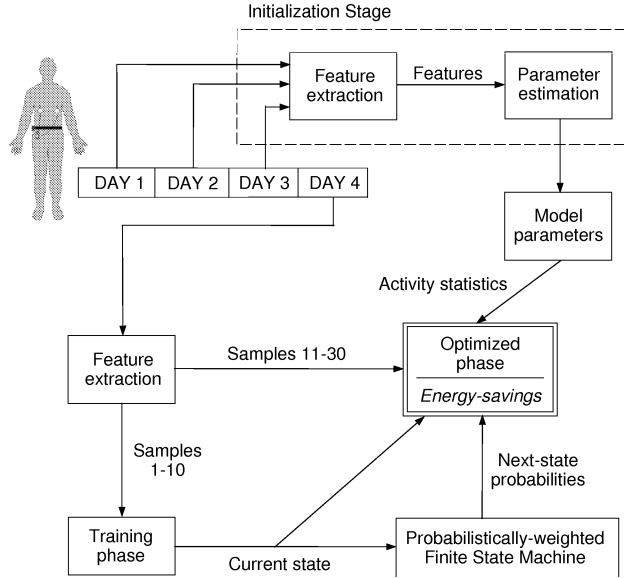 Initialization Stage
Feature
extraction
Features
Parameter
estimation
DAY 1 DAY 2 DAY 3 DAY 4
Model
parameters
Activity statistics
Feature
extraction
Samples 11-30
Optimized
phase
Energy-savings
Samples
1-10
Next-state
probabilities
Training
phase
Current state
Probabilistically-weighted
Finite State Machine